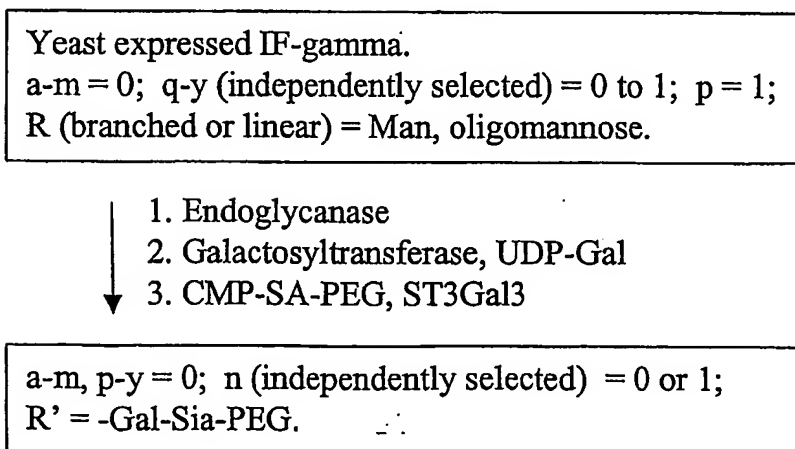 Yeast expressed IF-gamma.
a-m = 0; q-y (independently selected) = 0 to 1; p = 1;
R (branched or linear) = Man, oligomannose.
1. Endoglycanase
2. Galactosyltransferase, UDP-Gal
3. CMP-SA-PEG, ST3Gal3
a-m, p-y = 0; n (independently selected) = 0 or 1;
R' = -Gal-Sia-PEG.